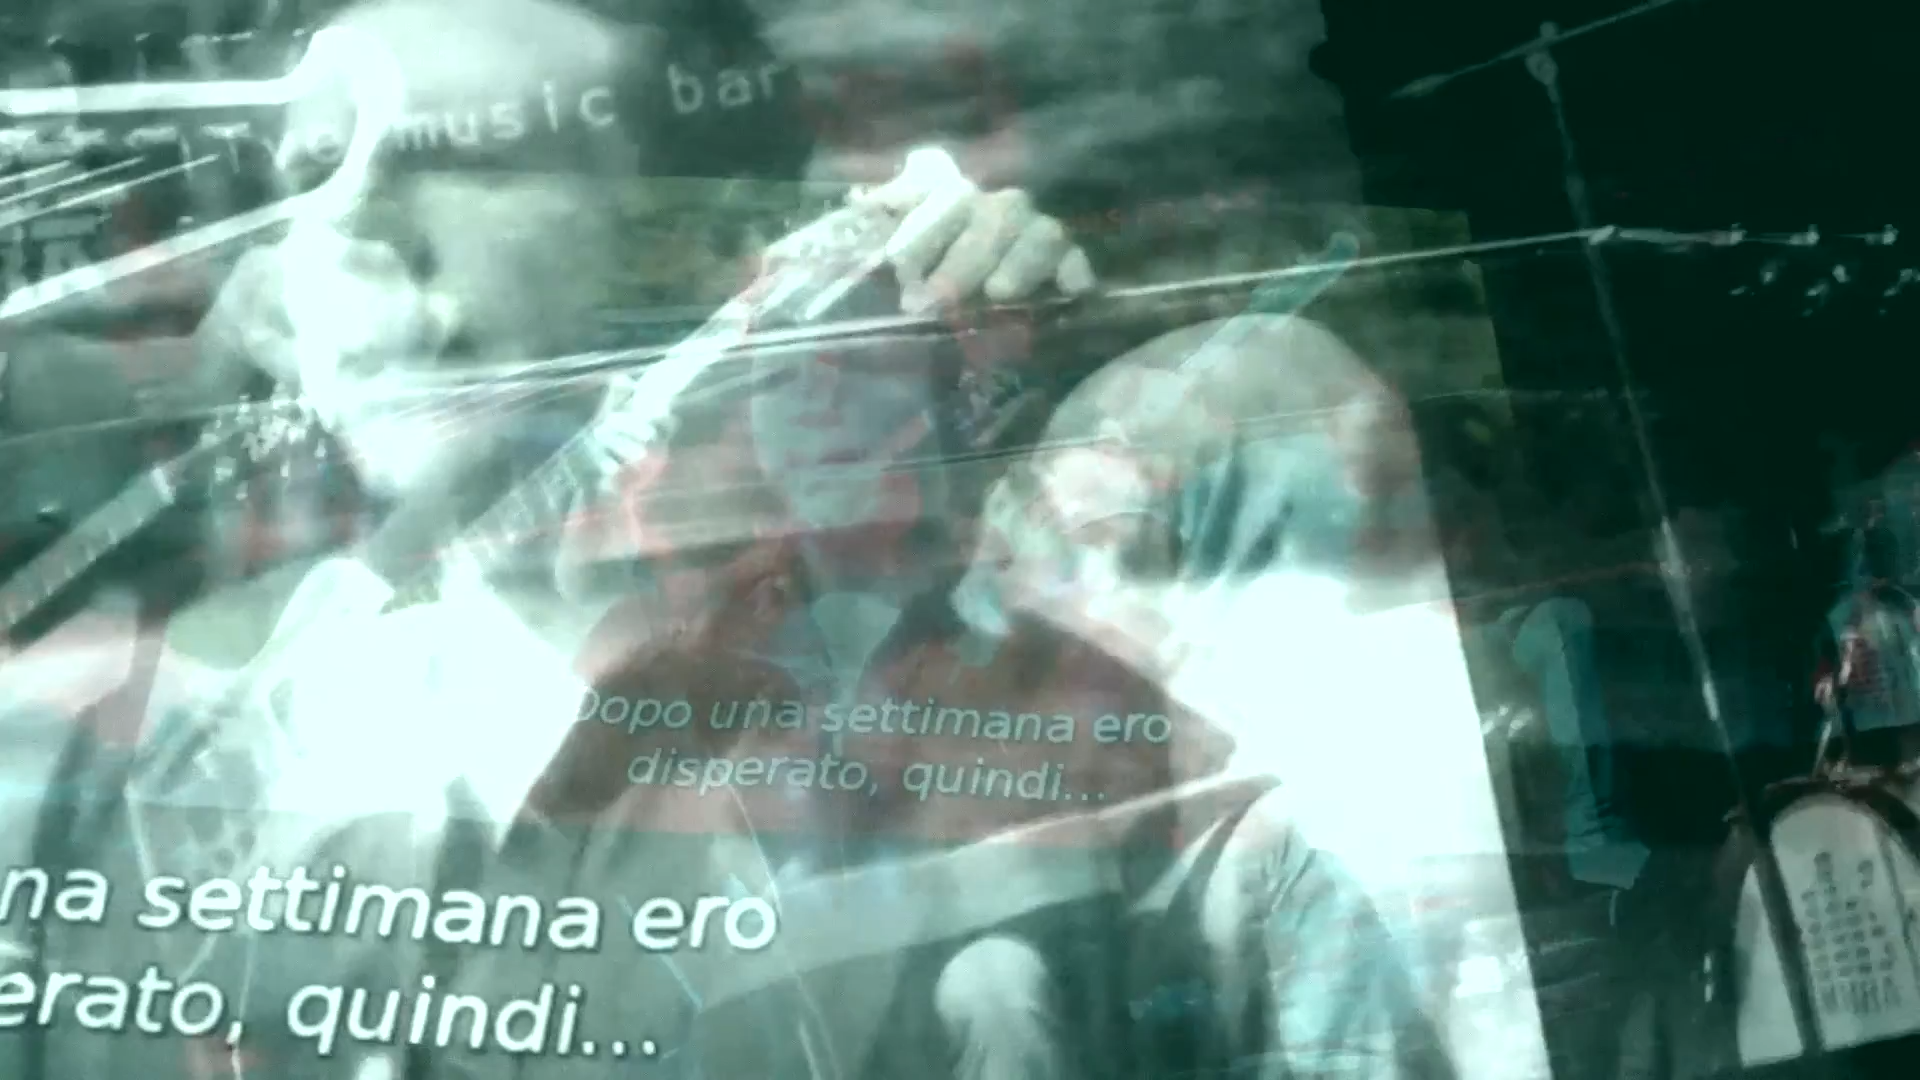 music bar
Dopo una settimana ero
disperato, quindi...
na settimana ero
erato, quindi...